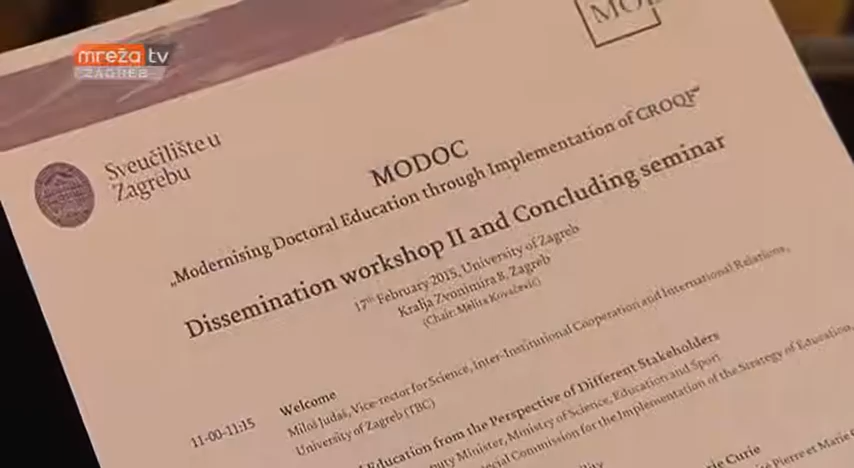 mreža tv
ZAGREB
Sveučilište u
Zagrebu
MODOC
„Modernising Doctoral Education through Implementation of CROQF“
Dissemination workshop II and Concluding seminar
17th February 2015, University of Zagreb
Kralja Zvonimira 8, Zagreb
(Chair: Melita Kovačević)
11-00-11:15
Welcome
Miloš Judaš, Vice-rector for Science, Inter-Institutional Cooperation and International Relations,
University of Zagreb (TBC)
Education from the Perspective of Different Stakeholders
Minister, Ministry of Science, Education and Sport
Commission for the Implementation of the Strategy of Education,
Curie
Pierre et Marie